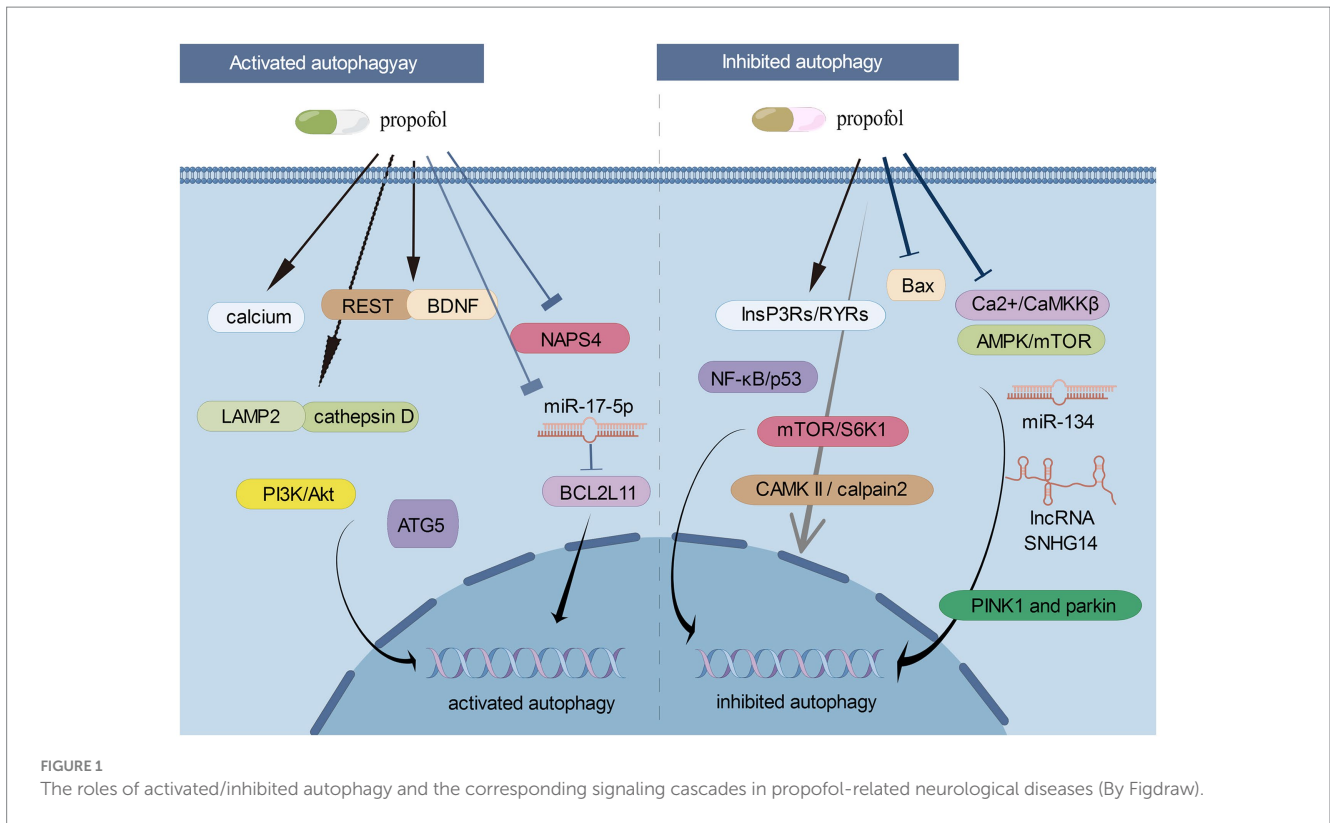 Activated autophagyay
Inhibited autophagy
propofol
propofol
calcium
REST
BDNF
NAPS4
LAMP2
cathepsin D
miR-17-5p
BCL2L11
PI3K/Akt
ATG5
activated autophagy
Bax
InsP3Rs/RYRs
Ca2+/CaMKKβ
AMPK/mTOR
NF-κB/p53
miR-134
mTOR/S6K1
CAMK II / calpain2
lncRNA
SNHG14
PINK1 and parkin
inhibited autophagy
FIGURE 1
The roles of activated/inhibited autophagy and the corresponding signaling cascades in propofol-related neurological diseases (By Figdraw).